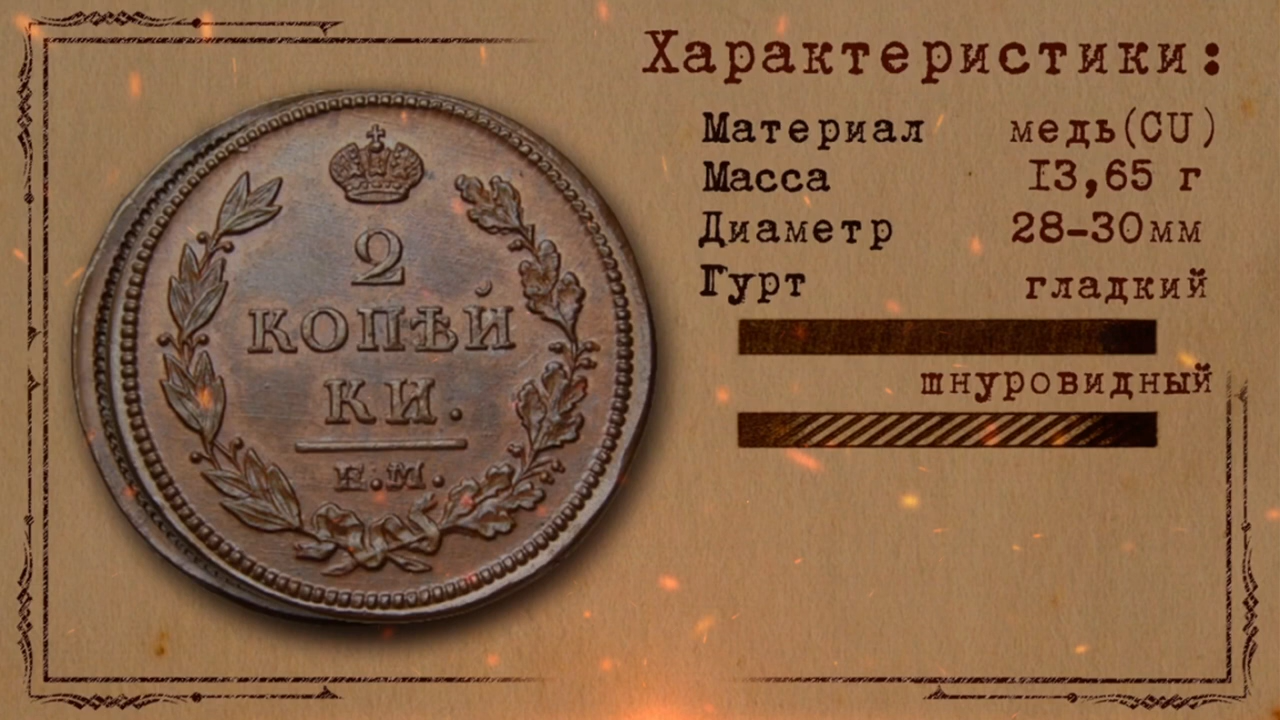 Характеристики:
Материал медь(CU)
Масса 13,65 г
Диаметр 28-30мм
Гурт гладкий
шнуровидный
2
КОПѢЙ
КИ.
Е.М.